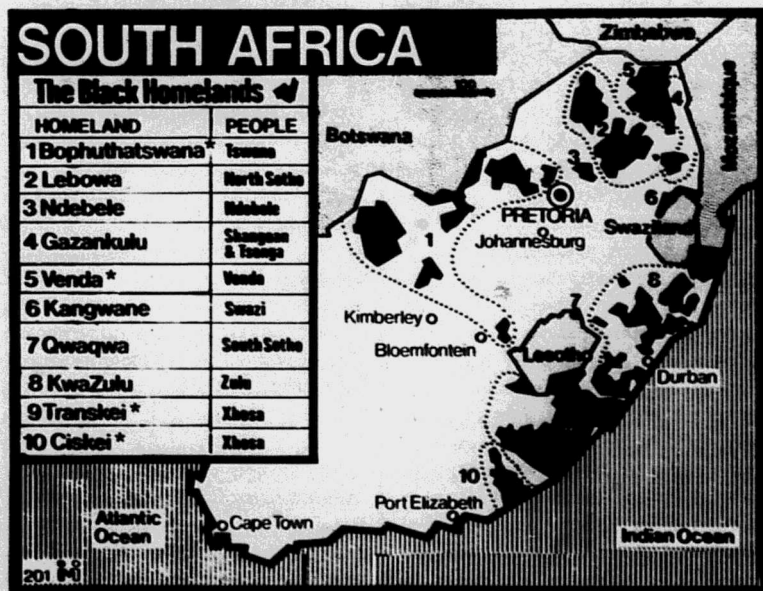 SOUTH AFRICA
The Black Homelands
HOMELAND PEOPLE
1 Bophuthatswana* Tswana
2 Lebowa North Sotho
3 Ndebele Ndebele
4 Gazankulu Shangaan & Tsonga
5 Venda* Venda
6 Kangwane Swazi
7 Qwaqwa South Sotho
8 KwaZulu Zulu
9 Transkei* Xhosa
10 Ciskei* Xhosa
Zimbabwe
Botswana
Mozambique
100
5
4
2
3
1
PRETORIA
Johannesburg
6
Swaziland
1
8
7
Kimberley
Bloemfontein
Lesotho
Durban
10
Port Elizabeth
Cape Town
Atlantic
Ocean
Indian Ocean
201